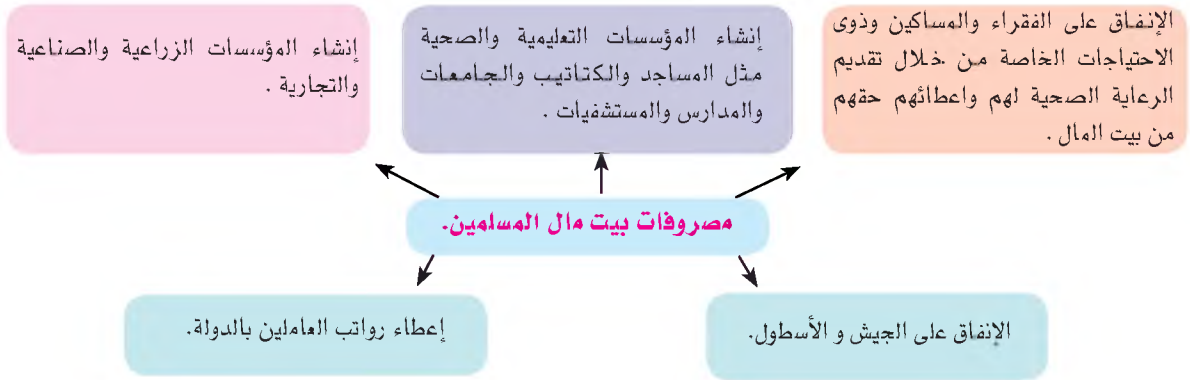 الإنفاق على الفقراء والمساكين وذوى
الاحتياجات الخاصة من خلال تقديم
الرعاية الصحية لهم واعطائهم حقهم
من بيت المال .
إنشاء المؤسسات التعليمية والصحية
مثل المساجد والكتاتيب والجامعات
والمدارس والمستشفيات .
إنشاء المؤسسات الزراعية والصناعية
والتجارية .
مصروفات بيت مال المسلمين.
الإنفاق على الجيش و الأسطول.
إعطاء رواتب العاملين بالدولة.